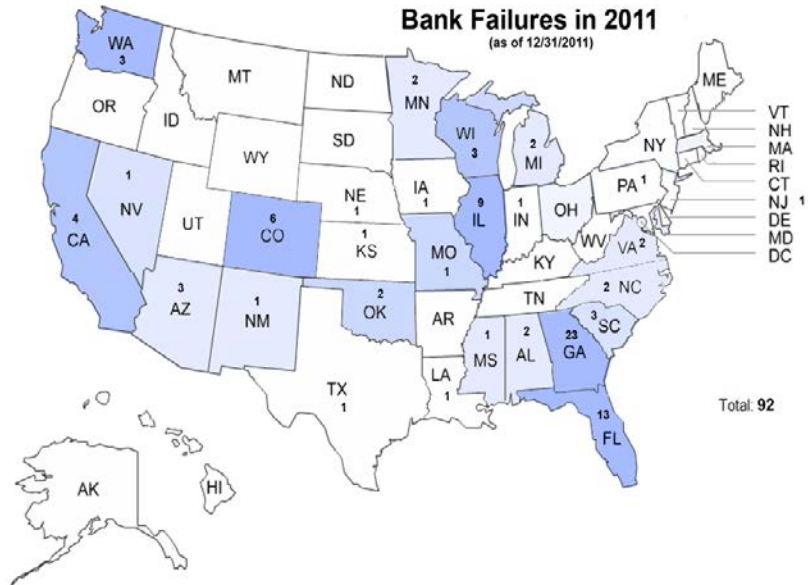 Bank Failures in 2011
(as of 12/31/2011)
WA
3
MT
ND
2
MN
ME
OR
ID
SD
WI
3
2
MI
NY
VT
NH
MA
RI
CT
NJ 1
DE
MD
DC
WY
1
NV
NE
1
IA
1
9
IL
1
IN
OH
PA 1
4
CA
UT
6
CO
1
KS
MO
1
KY
WV
VA 2
3
AZ
1
NM
2
OK
AR
TN
2 NC
3
SC
1
MS
2
AL
23
GA
TX
1
LA
1
13
FL
Total: 92
AK
HI